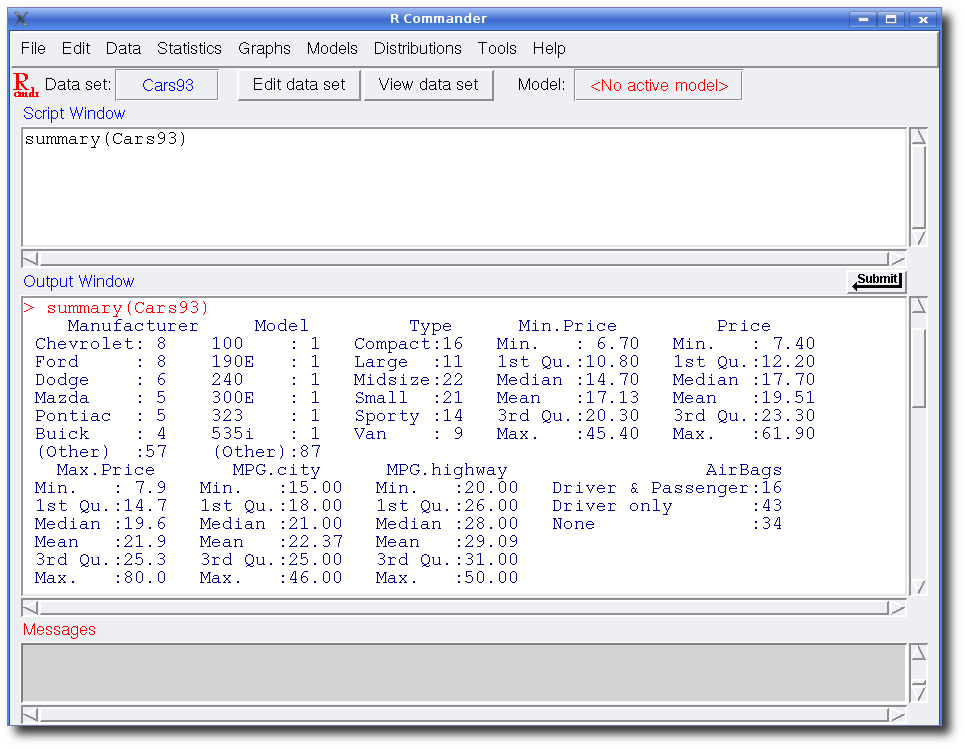 R Commander
File Edit Data Statistics Graphs Models Distributions Tools Help
R cmdr Data set: Cars93 Edit data set View data set Model: <No active model>
Script Window
summary(Cars93)
Output Window Submit
> summary(Cars93)
    Manufacturer     Model         Type      Min.Price         Price
 Chevrolet: 8    100    : 1   Compact:16   Min.   : 6.70   Min.   : 7.40
 Ford     : 8    190E   : 1   Large  :11   1st Qu.:10.80   1st Qu.:12.20
 Dodge    : 6    240    : 1   Midsize:22   Median :14.70   Median :17.70
 Mazda    : 5    300E   : 1   Small  :21   Mean   :17.13   Mean   :19.51
 Pontiac  : 5    323    : 1   Sporty :14   3rd Qu.:20.30   3rd Qu.:23.30
 Buick    : 4    535i   : 1   Van    : 9   Max.   :45.40   Max.   :61.90
 (Other)  :57    (Other):87
   Max.Price       MPG.city      MPG.highway                  AirBags
 Min.   : 7.9   Min.   :15.00   Min.   :20.00   Driver & Passenger:16
 1st Qu.:14.7   1st Qu.:18.00   1st Qu.:26.00   Driver only       :43
 Median :19.6   Median :21.00   Median :28.00   None              :34
 Mean   :21.9   Mean   :22.37   Mean   :29.09
 3rd Qu.:25.3   3rd Qu.:25.00   3rd Qu.:31.00
 Max.   :80.0   Max.   :46.00   Max.   :50.00
Messages